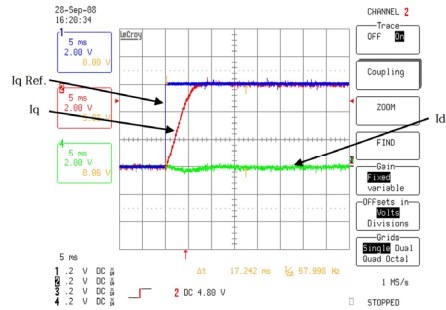 28-Sep-08
16:20:34
LeCroy
CHANNEL 2
1
5 ms
2.00 V
0.00 V
2
5 ms
2.00 V
4
5 ms
2.00 V
0.06 V
Iq Ref.
Iq
Id
Trace
OFF On
Coupling
ZOOM
FIND
Gain
Fixed
variable
Offsets in
Volts
Divisions
Grids
Single Dual
Quad Octal
5 ms
1 .2 V DC
2 .2 V DC
3 .2 V DC
4 .2 V DC
Δt 17.242 ms 1/Δt 57.998 Hz
2 DC 4.80 V
1 MS/s
STOPPED